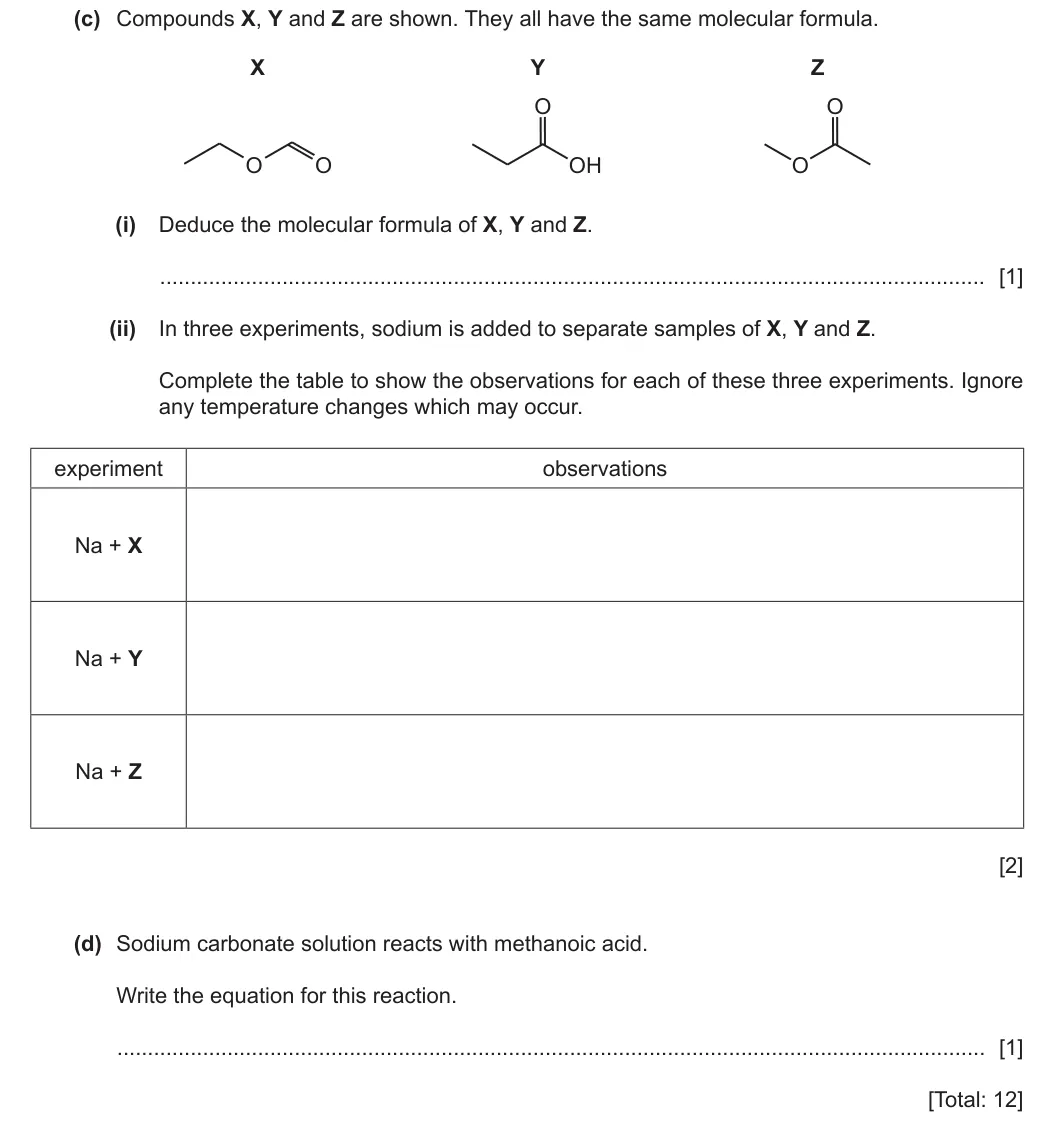 (c) Compounds X, Y and Z are shown. They all have the same molecular formula.
X Y Z
O O
O O OH O
(i) Deduce the molecular formula of X, Y and Z.
.......................................................................................................................................... [1]
(ii) In three experiments, sodium is added to separate samples of X, Y and Z.
Complete the table to show the observations for each of these three experiments. Ignore
any temperature changes which may occur.
experiment observations
Na + X
Na + Y
Na + Z
[2]
(d) Sodium carbonate solution reacts with methanoic acid.
Write the equation for this reaction.
................................................................................................................................................. [1]
[Total: 12]